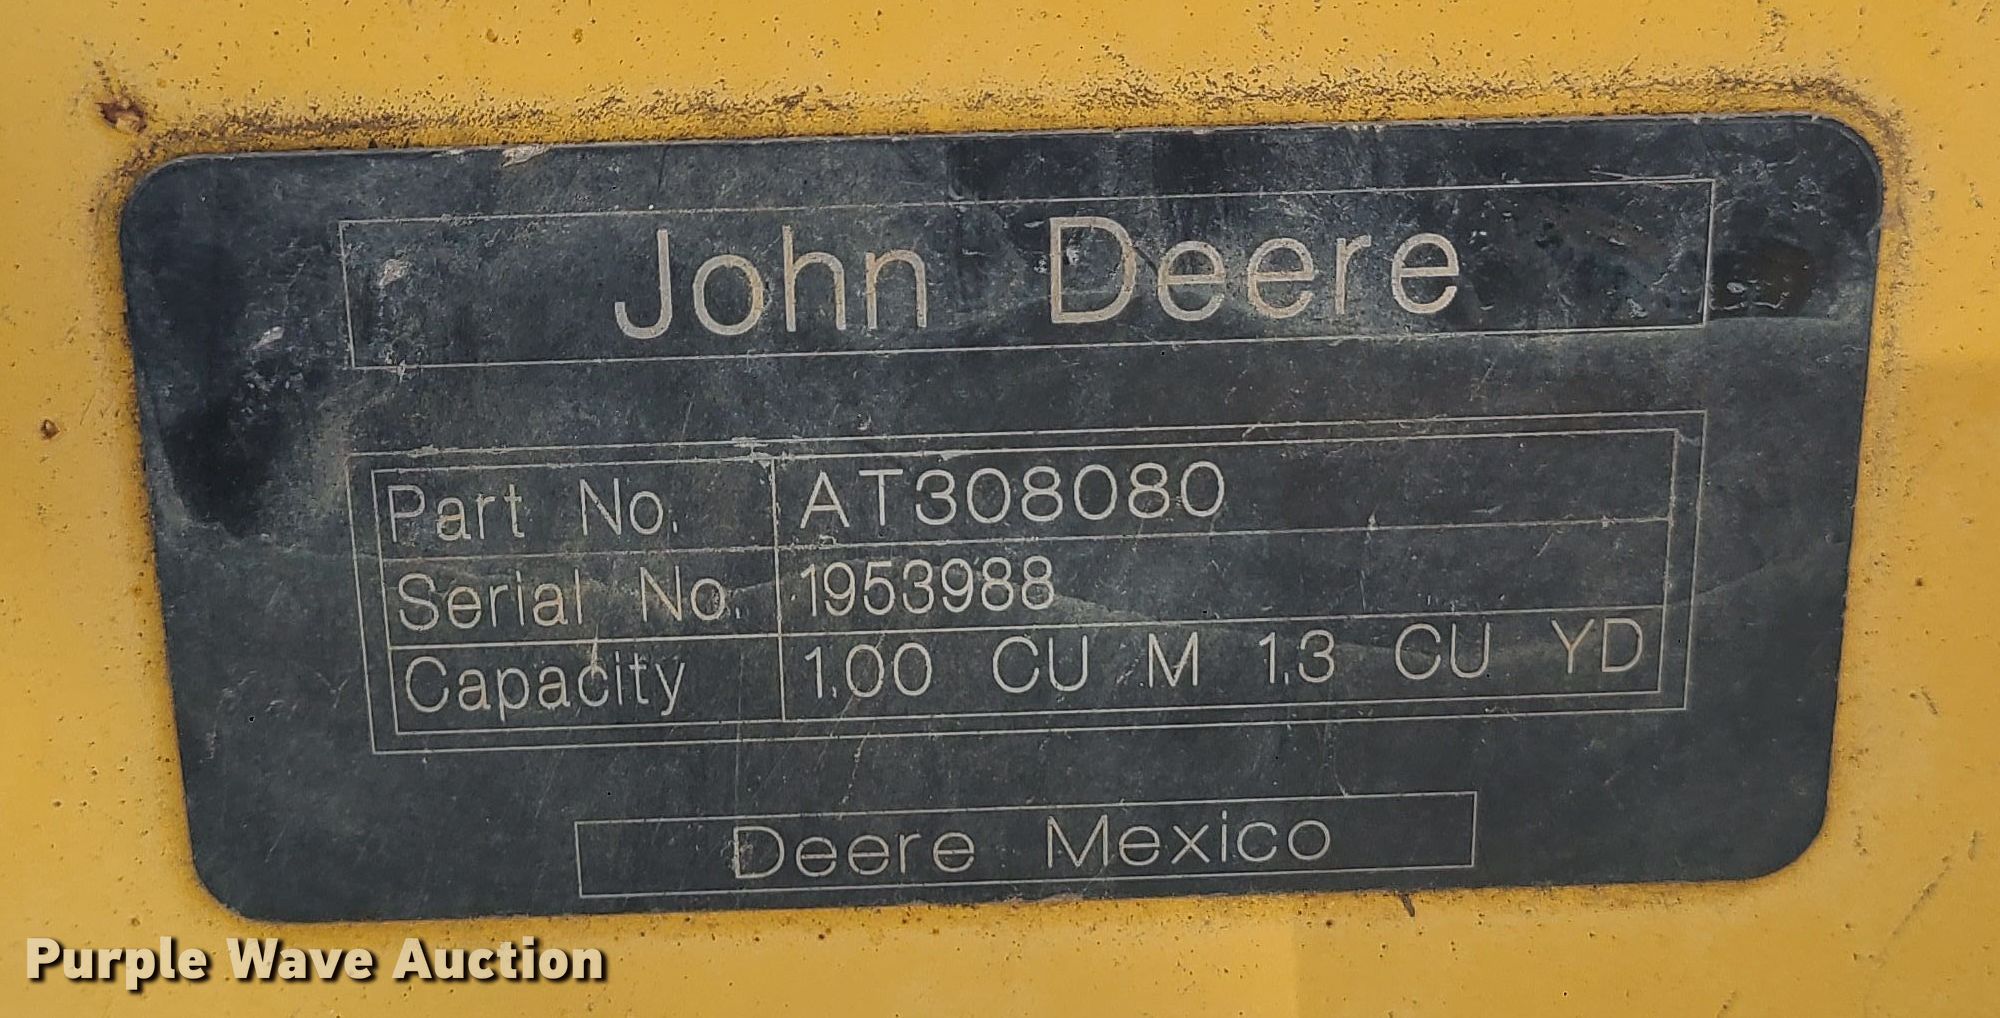 John Deere
Part No. AT308080
Serial No. 1953988
Capacity 1.00 CU M 1.3 CU YD
Deere Mexico
Purple Wave Auction